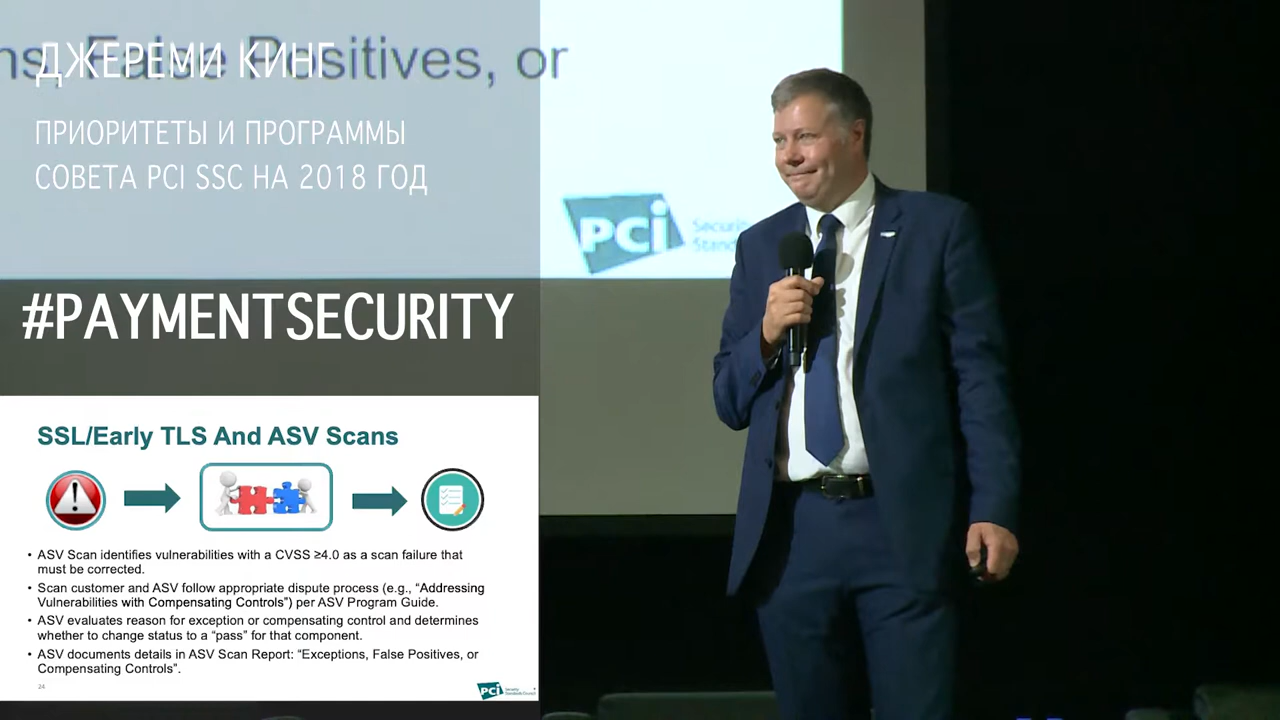 ns, False Positives, or
ДЖЕРЕМИ КИНГ
ПРИОРИТЕТЫ И ПРОГРАММЫ
СОВЕТА PCI SSC НА 2018 ГОД
PCi
#PAYMENTSECURITY
SSL/Early TLS And ASV Scans
• ASV Scan identifies vulnerabilities with a CVSS ≥4.0 as a scan failure that
must be corrected.
• Scan customer and ASV follow appropriate dispute process (e.g., “Addressing
Vulnerabilities with Compensating Controls”) per ASV Program Guide.
• ASV evaluates reason for exception or compensating control and determines
whether to change status to a “pass” for that component.
• ASV documents details in ASV Scan Report: “Exceptions, False Positives, or
Compensating Controls”.
24
PCi